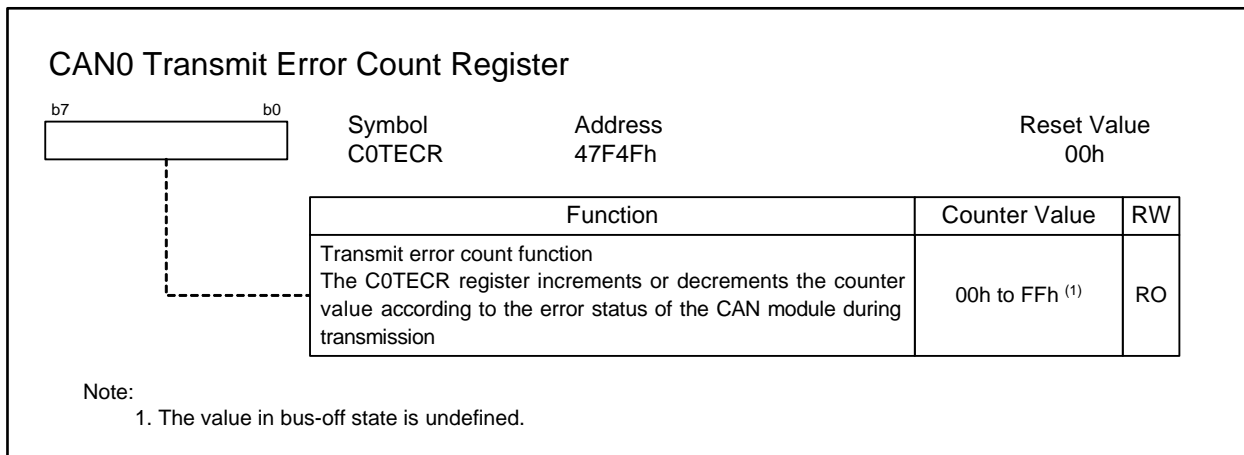 CAN0 Transmit Error Count Register
b7 b0
Symbol Address Reset Value
C0TECR 47F4Fh 00h
Function Counter Value RW
Transmit error count function
The C0TECR register increments or decrements the counter
value according to the error status of the CAN module during
transmission
00h to FFh (1) RO
Note:
1. The value in bus-off state is undefined.